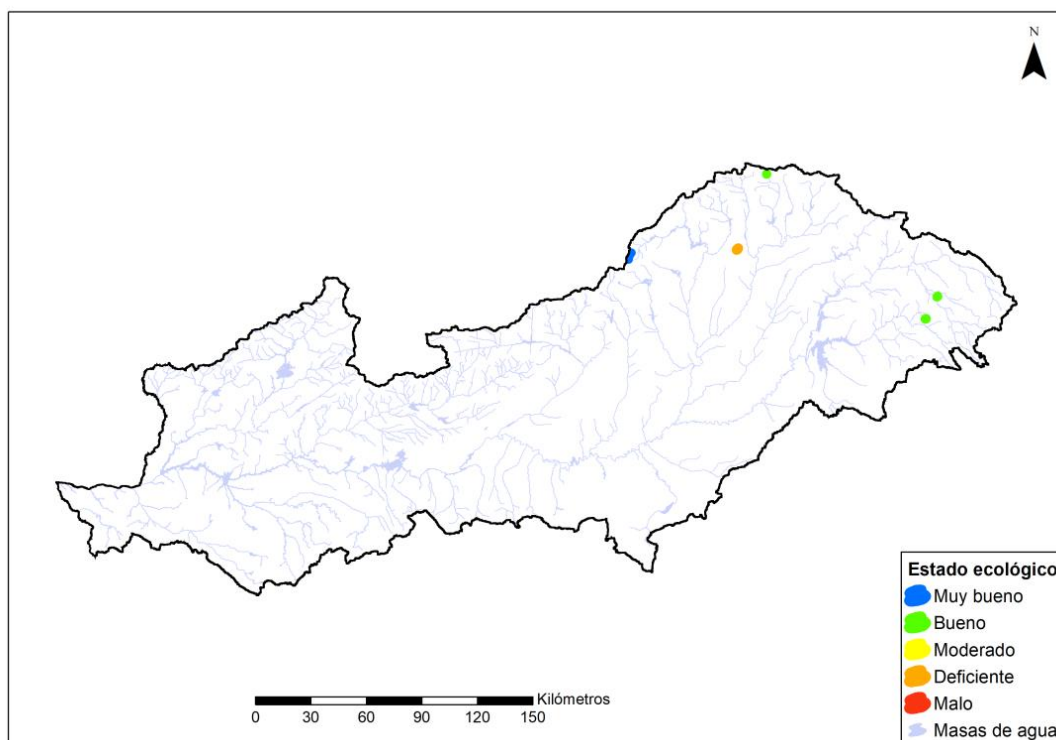 N
Estado ecológico
Muy bueno
Bueno
Moderado
Deficiente
Malo
Masas de agua
Kilómetros
0 30 60 90 120 150